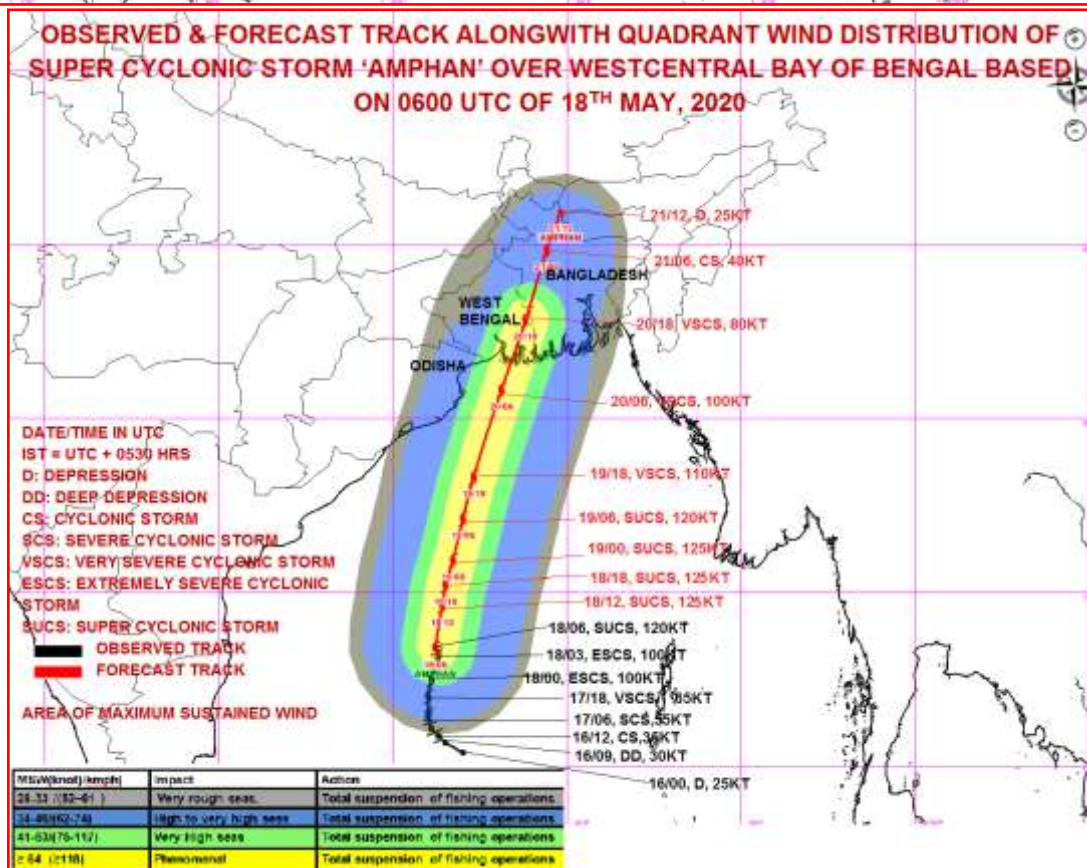 OBSERVED & FORECAST TRACK ALONGWITH QUADRANT WIND DISTRIBUTION OF
SUPER CYCLONIC STORM ‘AMPHAN’ OVER WESTCENTRAL BAY OF BENGAL BASED
ON 0600 UTC OF 18TH MAY, 2020
21/12, D, 25KT
AMPHAN
21/06, CS, 40KT
BANGLADESH
WEST
BENGAL
20/18, VSCS, 80KT
ODISHA
20/06, VSCS, 100KT
19/18, VSCS, 110KT
19/06, SUCS, 120KT
19/00, SUCS, 125KT
18/18, SUCS, 125KT
18/12, SUCS, 125KT
18/06, SUCS, 120KT
18/03, ESCS, 100KT
18/00, ESCS, 100KT
17/18, VSCS, 85KT
17/06, SCS,55KT
16/12, CS,35KT
16/09, DD, 30KT
16/00, D, 25KT
DATE/TIME IN UTC
IST = UTC + 0530 HRS
D: DEPRESSION
DD: DEEP DEPRESSION
CS: CYCLONIC STORM
SCS: SEVERE CYCLONIC STORM
VSCS: VERY SEVERE CYCLONIC STORM
ESCS: EXTREMELY SEVERE CYCLONIC
STORM
SUCS: SUPER CYCLONIC STORM
OBSERVED TRACK
FORECAST TRACK
AREA OF MAXIMUM SUSTAINED WIND
MSW(knot)/kmph) Impact Action
Very rough seas. Total suspension of fishing operations
High to very high seas Total suspension of fishing operations
Very High seas Total suspension of fishing operations
≥ 64 (≥118) Phenomenal Total suspension of fishing operations